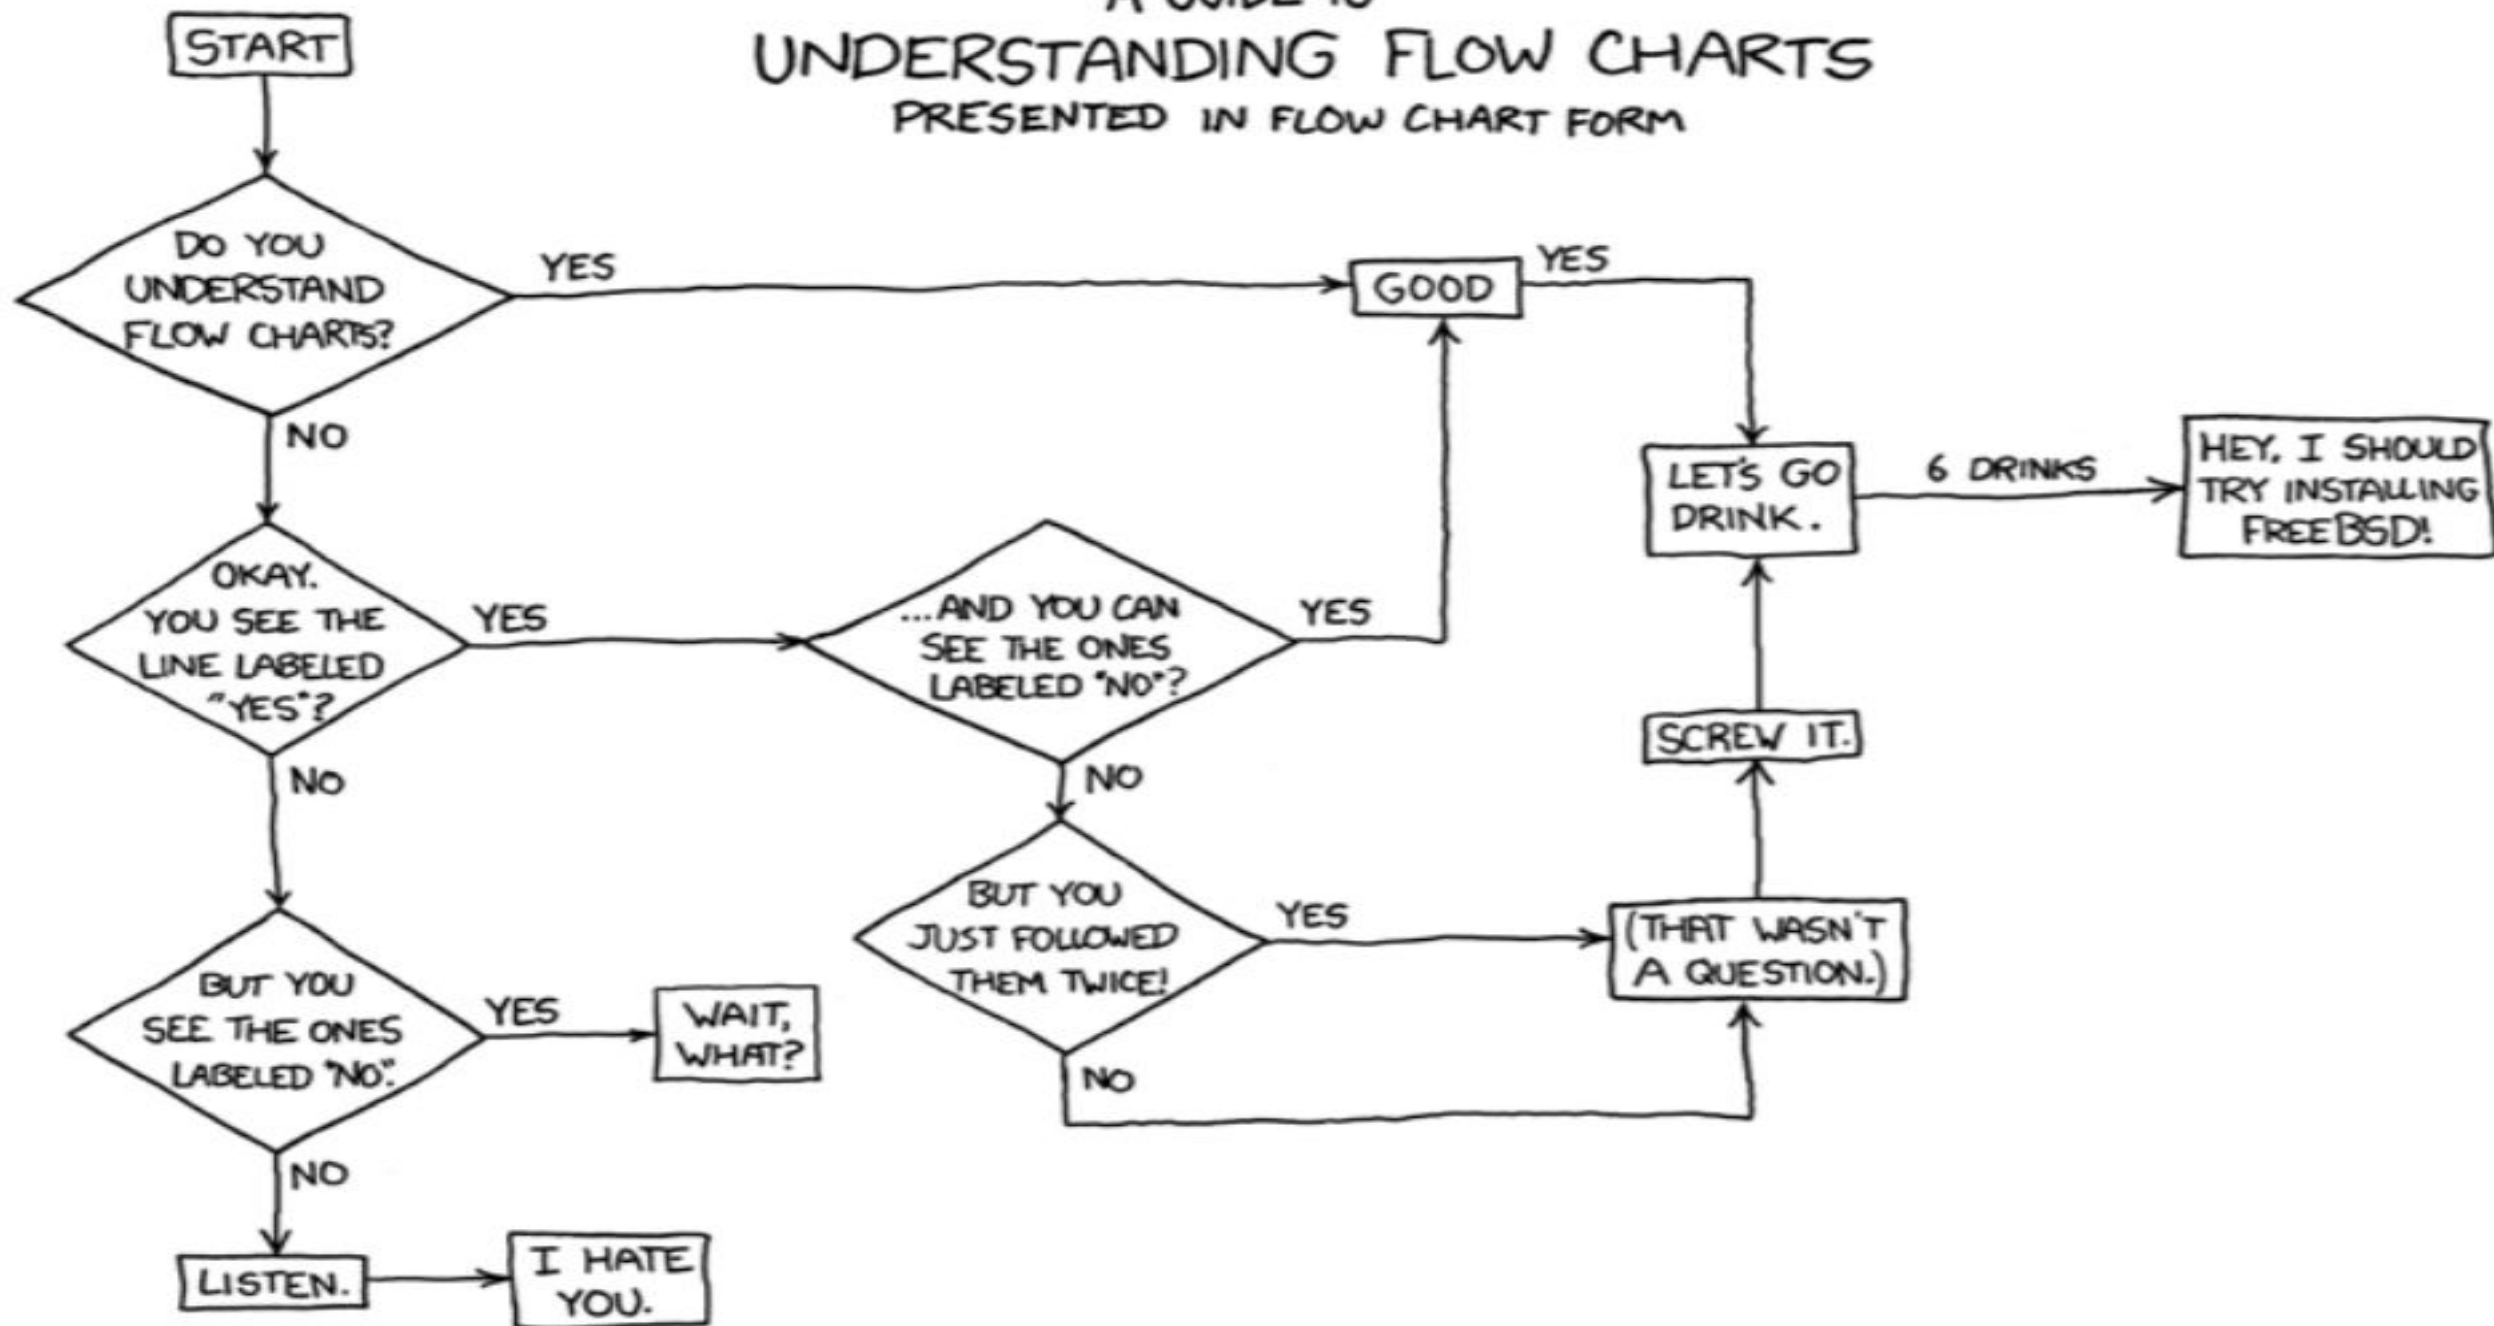 A GUIDE TO
UNDERSTANDING FLOW CHARTS
PRESENTED IN FLOW CHART FORM
START
DO YOU
UNDERSTAND
FLOW CHARTS?
YES
GOOD
YES
NO
LET'S GO
DRINK.
6 DRINKS
HEY, I SHOULD
TRY INSTALLING
FREEBSD!
OKAY.
YOU SEE THE
LINE LABELED
"YES"?
YES
...AND YOU CAN
SEE THE ONES
LABELED "NO"?
YES
NO
NO
SCREW IT.
BUT YOU
JUST FOLLOWED
THEM TWICE!
YES
(THAT WASN'T
A QUESTION.)
NO
BUT YOU
SEE THE ONES
LABELED "NO".
YES
WAIT,
WHAT?
NO
LISTEN.
I HATE
YOU.